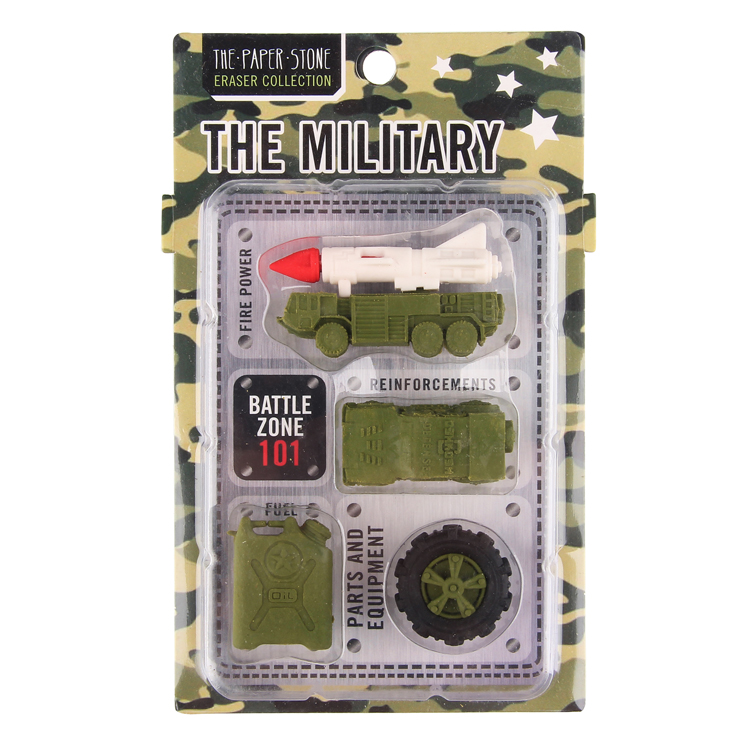 THE·PAPER·STONE
ERASER COLLECTION
THE MILITARY
FIRE POWER
REINFORCEMENTS
BATTLE
ZONE
101
FUEL
OIL
PARTS AND
EQUIPMENT